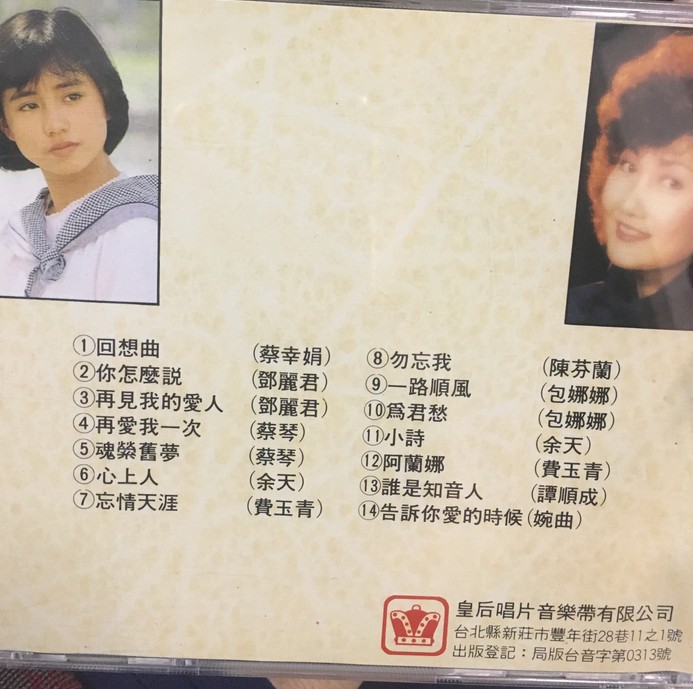 ①回想曲 (蔡幸娟)
②你怎麼説 (鄧麗君)
③再見我的愛人 (鄧麗君)
④再愛我一次 (蔡琴)
⑤魂縈舊夢 (蔡琴)
⑥心上人 (余天)
⑦忘情天涯 (費玉青)
⑧勿忘我 (陳芬蘭)
⑨一路順風 (包娜娜)
⑩爲君愁 (包娜娜)
⑪小詩 (余天)
⑫阿蘭娜 (費玉青)
⑬誰是知音人 (譚順成)
⑭告訴你愛的時候 (婉曲)
皇后唱片音樂帶有限公司
台北縣新莊市豐年街28巷11之1號
出版登記：局版台音字第0313號